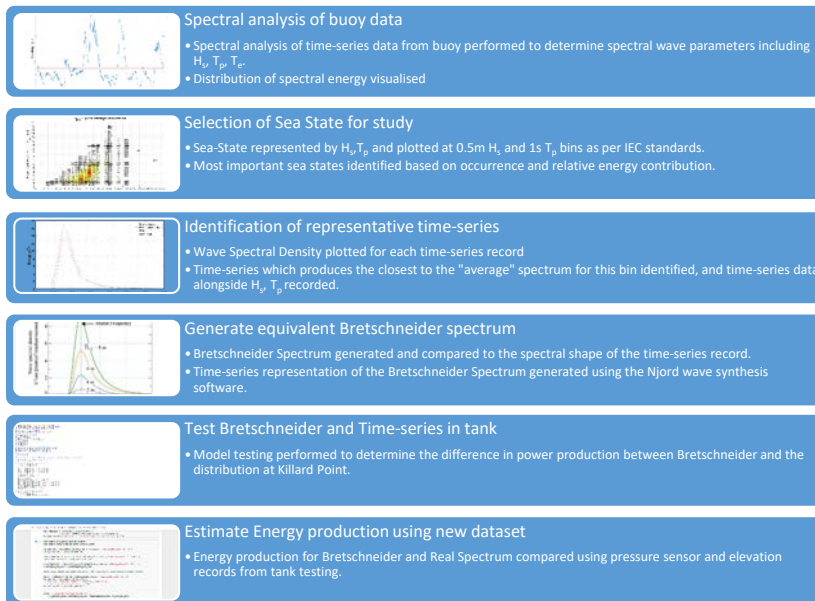 Spectral analysis of buoy data
• Spectral analysis of time-series data from buoy performed to determine spectral wave parameters including
Hs, Tp, Te.
• Distribution of spectral energy visualised
Selection of Sea State for study
• Sea-State represented by Hs,Tp and plotted at 0.5m Hs and 1s Tp bins as per IEC standards.
• Most important sea states identified based on occurrence and relative energy contribution.
Identification of representative time-series
• Wave Spectral Density plotted for each time-series record
• Time-series which produces the closest to the "average" spectrum for this bin identified, and time-series data
alongside Hs, Tp recorded.
Generate equivalent Bretschneider spectrum
• Bretschneider Spectrum generated and compared to the spectral shape of the time-series record.
• Time-series representation of the Bretschneider Spectrum generated using the Njord wave synthesis
software.
Test Bretschneider and Time-series in tank
• Model testing performed to determine the difference in power production between Bretschneider and the
distribution at Killard Point.
Estimate Energy production using new dataset
• Energy production for Bretschneider and Real Spectrum compared using pressure sensor and elevation
records from tank testing.